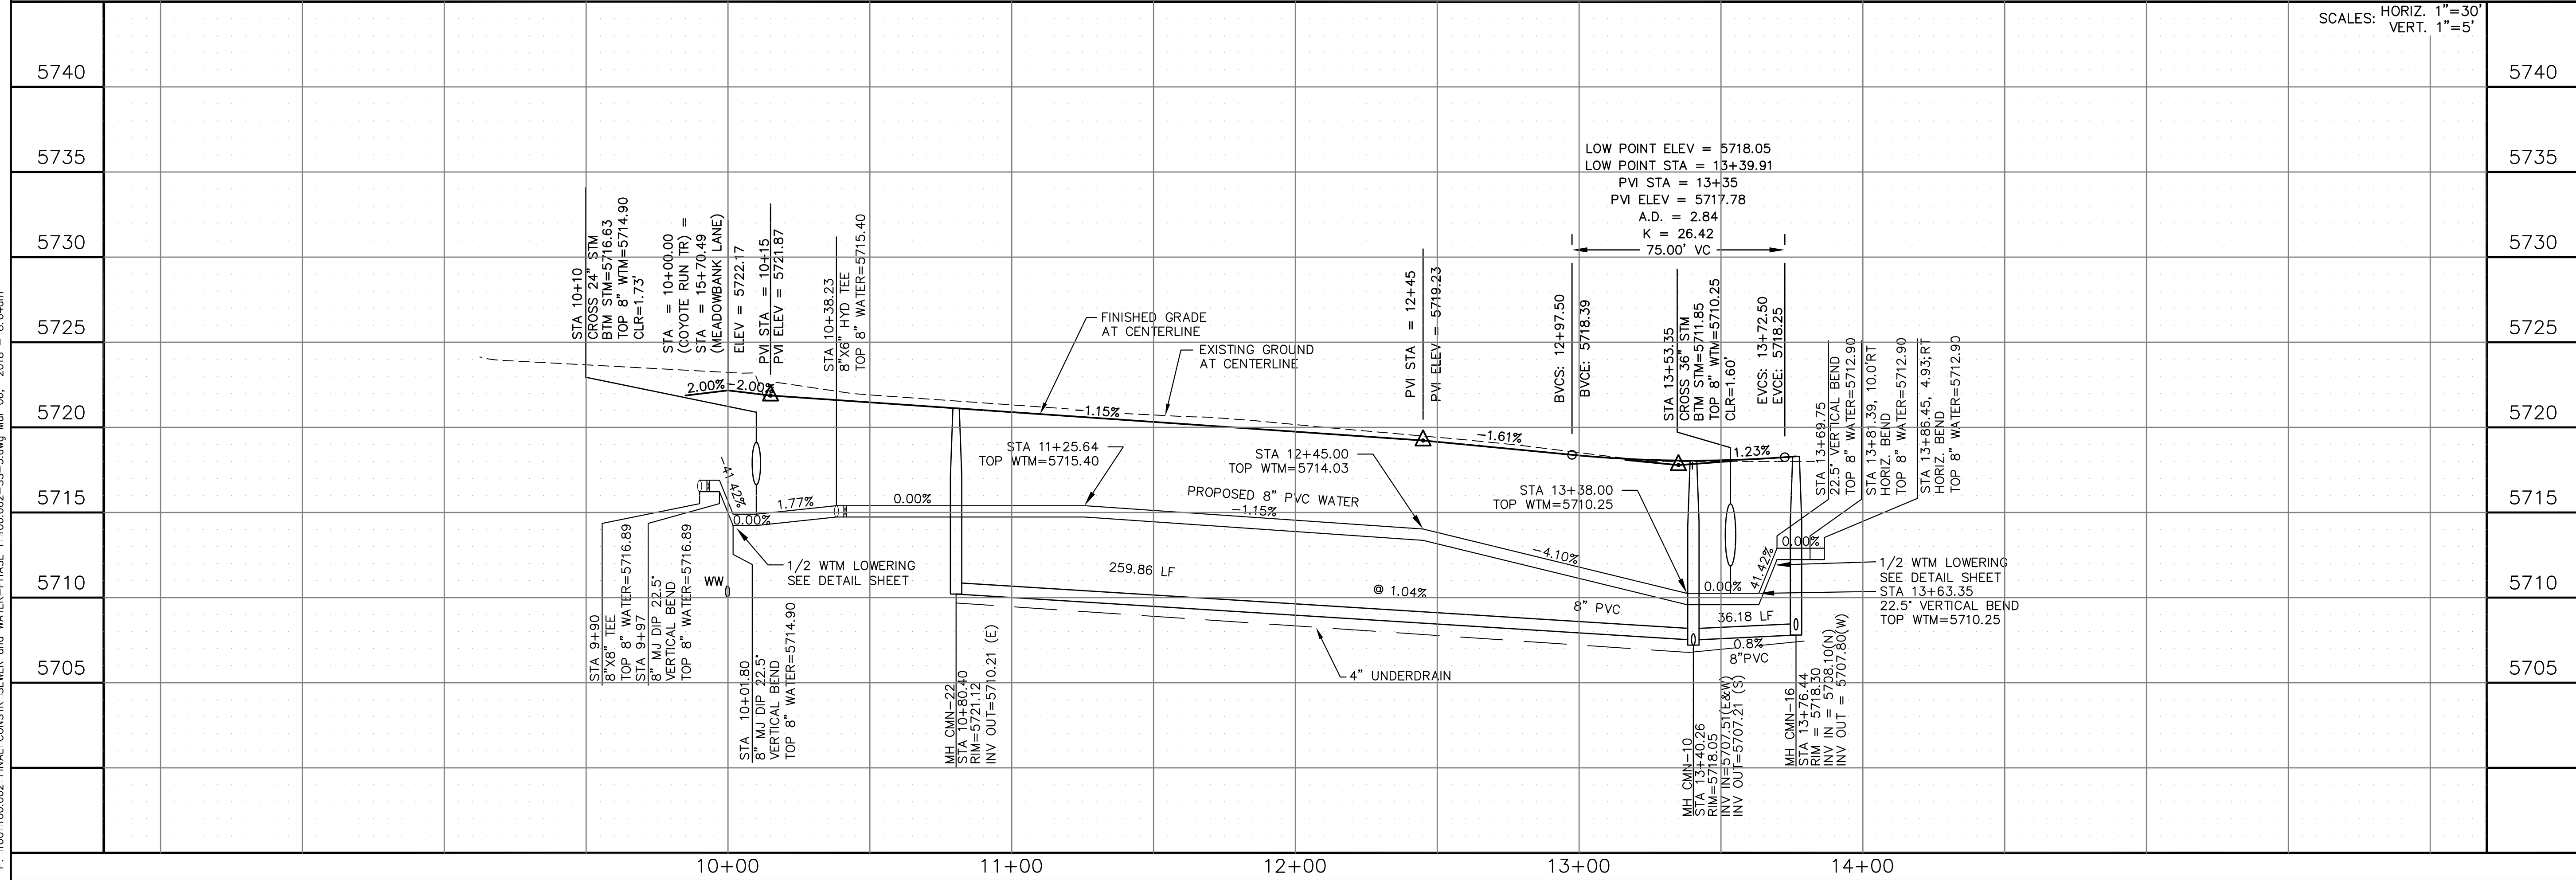 SCALES: HORIZ. 1"=30'
VERT. 1"=5'
5740
5735
5730
5725
5720
5715
5710
5705
5740
5735
5730
5725
5720
5715
5710
5705
LOW POINT ELEV = 5718.05
LOW POINT STA = 13+39.91
PVI STA = 13+35
PVI ELEV = 5717.78
A.D. = 2.84
K = 26.42
75.00' VC
STA 10+10
CROSS 24" STM
BTM STM=5716.63
TOP 8" WTM=5714.90
CLR=1.73'
STA = 10+00.00
(COYOTE RUN TR) =
STA = 15+70.49
(MEADOWBANK LANE)
ELEV = 5722.17
PVI STA = 10+15
PVI ELEV = 5721.87
STA 10+38.23
8"X6" HYD TEE
TOP 8" WATER=5715.40
FINISHED GRADE
AT CENTERLINE
EXISTING GROUND
AT CENTERLINE
PVI STA = 12+45
PVI ELEV = 5719.23
BVCS: 12+97.50
BVCE: 5718.39
STA 13+53.35
CROSS 36" STM
BTM STM=5711.85
TOP 8" WTM=5710.25
CLR=1.60'
EVCS: 13+72.50
EVCE: 5718.25
STA 13+69.75
22.5° VERTICAL BEND
TOP 8" WATER=5712.90
STA 13+81.39, 10.0'RT
HORIZ. BEND
TOP 8" WATER=5712.90
STA 13+86.45, 4.93;RT
HORIZ. BEND
TOP 8" WATER=5712.90
2.00%
-2.00%
-1.15%
-1.61%
1.23%
STA 11+25.64
TOP WTM=5715.40
STA 12+45.00
TOP WTM=5714.03
STA 13+38.00
TOP WTM=5710.25
-41.42%
0.00%
1.77%
0.00%
PROPOSED 8" PVC WATER
-1.15%
-4.10%
0.00%
41.42%
0.00%
1/2 WTM LOWERING
SEE DETAIL SHEET
1/2 WTM LOWERING
SEE DETAIL SHEET
STA 13+63.35
22.5° VERTICAL BEND
TOP WTM=5710.25
WW
259.86 LF
@ 1.04%
8" PVC
36.18 LF
0.8%
8"PVC
4" UNDERDRAIN
STA 9+90
8"X8" TEE
TOP 8" WATER=5716.89
STA 9+97
8" MJ DIP 22.5°
VERTICAL BEND
TOP 8" WATER=5716.89
STA 10+01.80
8" MJ DIP 22.5°
VERTICAL BEND
TOP 8" WATER=5714.90
MH CMN-22
STA 10+80.40
RIM=5721.12
INV OUT=5710.21 (E)
MH CMN-10
STA 13+40.26
RIM=5718.05
INV IN=5707.51(E&W)
INV OUT=5707.21 (S)
MH CMN-16
STA 13+76.44
RIM = 5718.30
INV IN = 5708.10(N)
INV OUT = 5707.80(W)
10+00
11+00
12+00
13+00
14+00